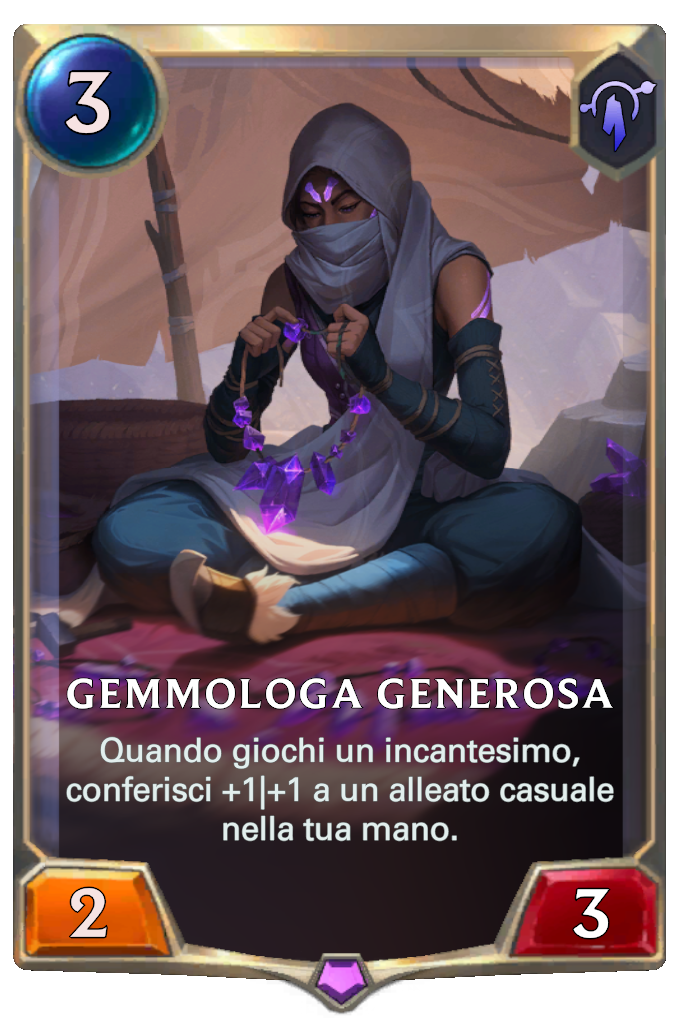 3
GEMMOLOGA GENEROSA
Quando giochi un incantesimo,
conferisci +1|+1 a un alleato casuale
nella tua mano.
2
3